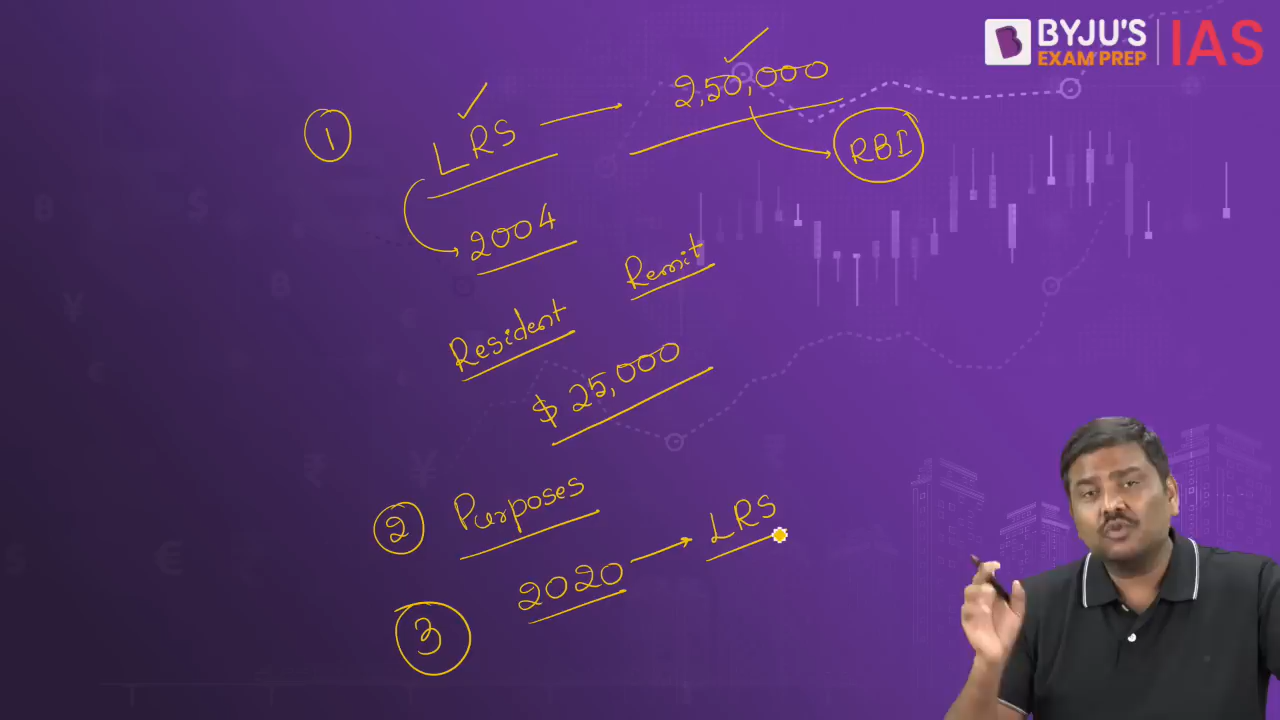 BYJU'S IAS
EXAM PREP
1 LRS → 2,50,000
RBI
2004
Resident Remit
$ 25,000
2 Purposes
2020 → LRS
3